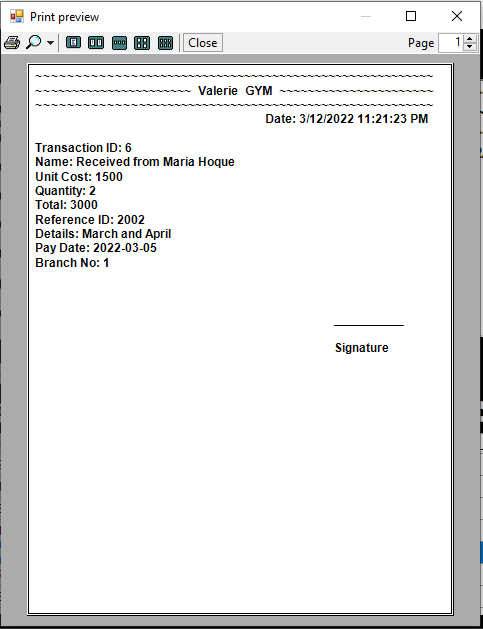 Print preview
Close
Page 1
~~~~~~~~~~~~~~~~~~~~~~~~~~~~~~~~~~~~~~~~~~~~~~~~~~~
~~~~~~~~~~~~~~~~~~~~ Valerie GYM ~~~~~~~~~~~~~~~~~~~~
~~~~~~~~~~~~~~~~~~~~~~~~~~~~~~~~~~~~~~~~~~~~~~~~~~~
Date: 3/12/2022 11:21:23 PM
Transaction ID: 6
Name: Received from Maria Hoque
Unit Cost: 1500
Quantity: 2
Total: 3000
Reference ID: 2002
Details: March and April
Pay Date: 2022-03-05
Branch No: 1
___________
Signature